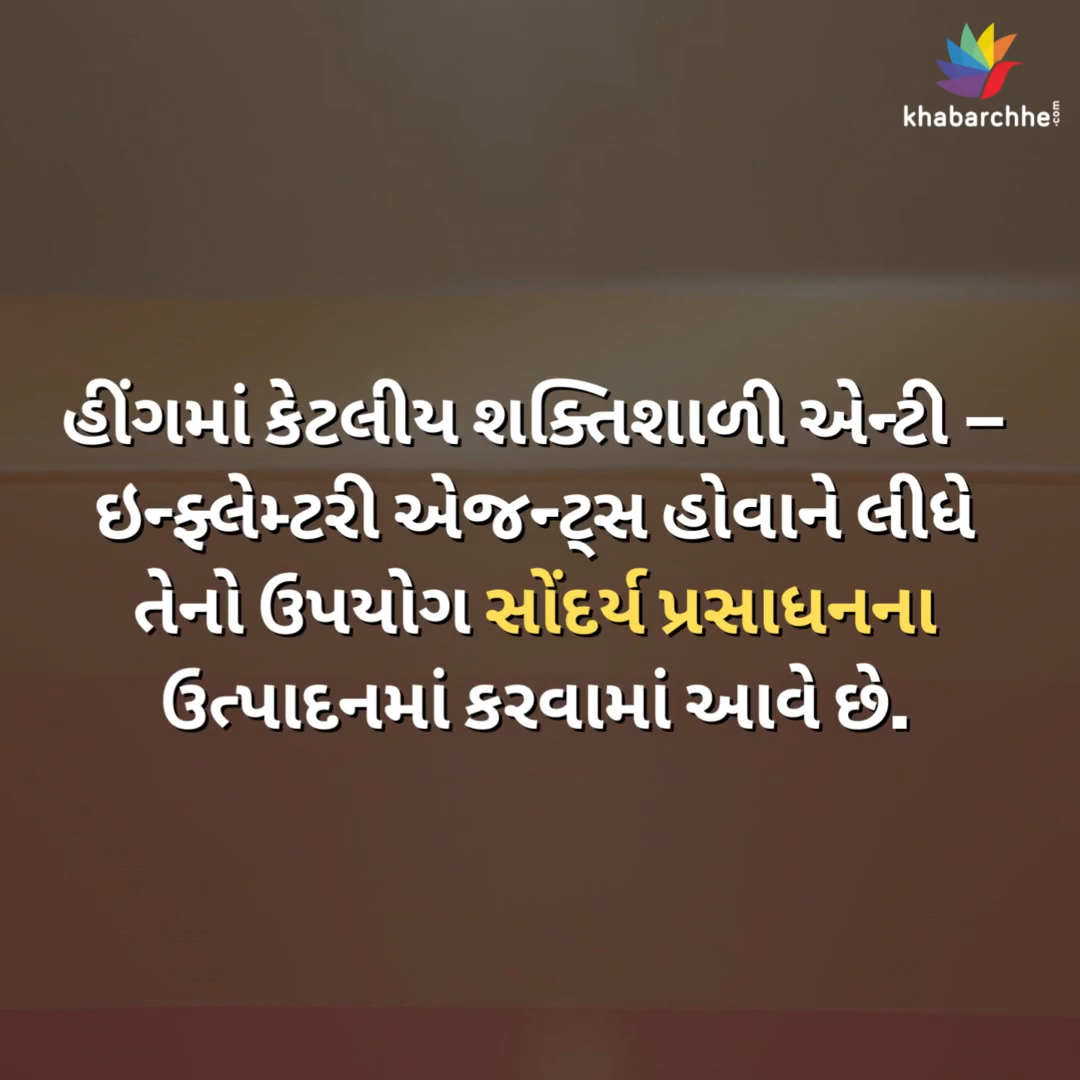 khabarchhe.com
હીંગમાં કેટલીય શક્તિશાળી એન્ટી –
ઇન્ફ્લેમ્ટરી એજન્ટ્સ હોવાને લીધે
તેનો ઉપયોગ સોંદર્ય પ્રસાધનના
ઉત્પાદનમાં કરવામાં આવે છે.